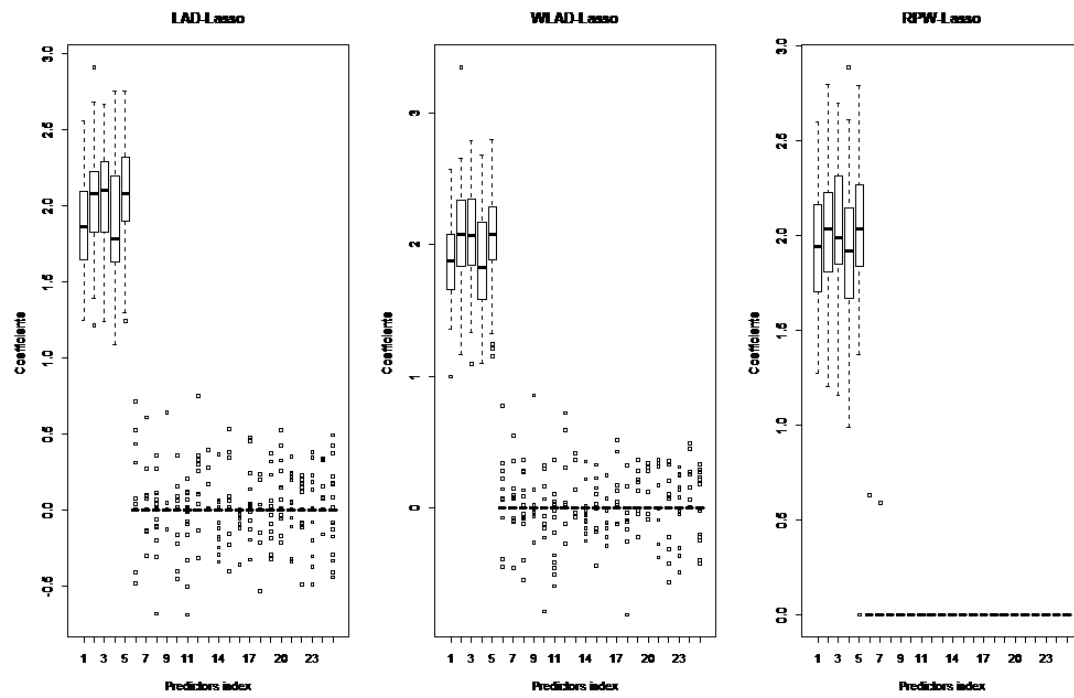 LAD-Lasso
WLAD-Lasso
RPW-Lasso
Coefficients
-0.5 0.0 0.5 1.0 1.5 2.0 2.5 3.0
1 3 5 7 9 11 14 17 20 23
Predictors index
Coefficients
0 1 2 3
1 3 5 7 9 11 14 17 20 23
Predictors index
Coefficients
0.0 0.5 1.0 1.5 2.0 2.5 3.0
1 3 5 7 9 11 14 17 20 23
Predictors index